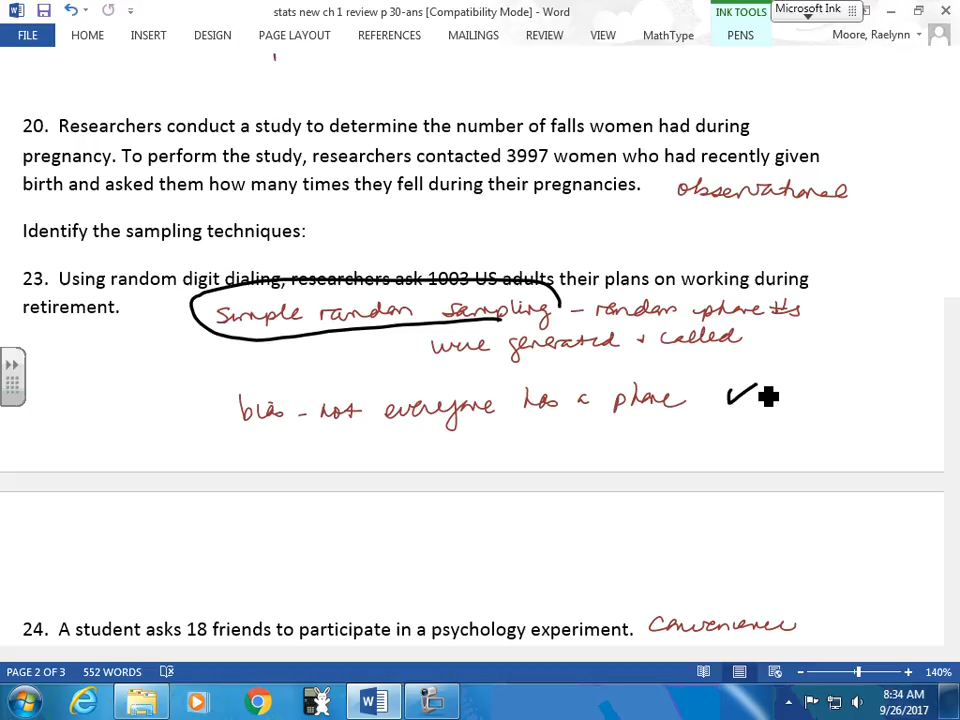 stats new ch 1 review p 30-ans [Compatibility Mode] - Word
INK TOOLS
Microsoft Ink
FILE HOME INSERT DESIGN PAGE LAYOUT REFERENCES MAILINGS REVIEW VIEW MathType PENS Moore, Raelynn
20. Researchers conduct a study to determine the number of falls women had during
pregnancy. To perform the study, researchers contacted 3997 women who had recently given
birth and asked them how many times they fell during their pregnancies. observational
Identify the sampling techniques:
23. Using random digit dialing, researchers ask 1003 US adults their plans on working during
retirement. Simple random sampling - random phone #s
were generated + called
bias - not everyone has a phone
24. A student asks 18 friends to participate in a psychology experiment. Convenience
PAGE 2 OF 3 552 WORDS 140%
8:34 AM
9/26/2017